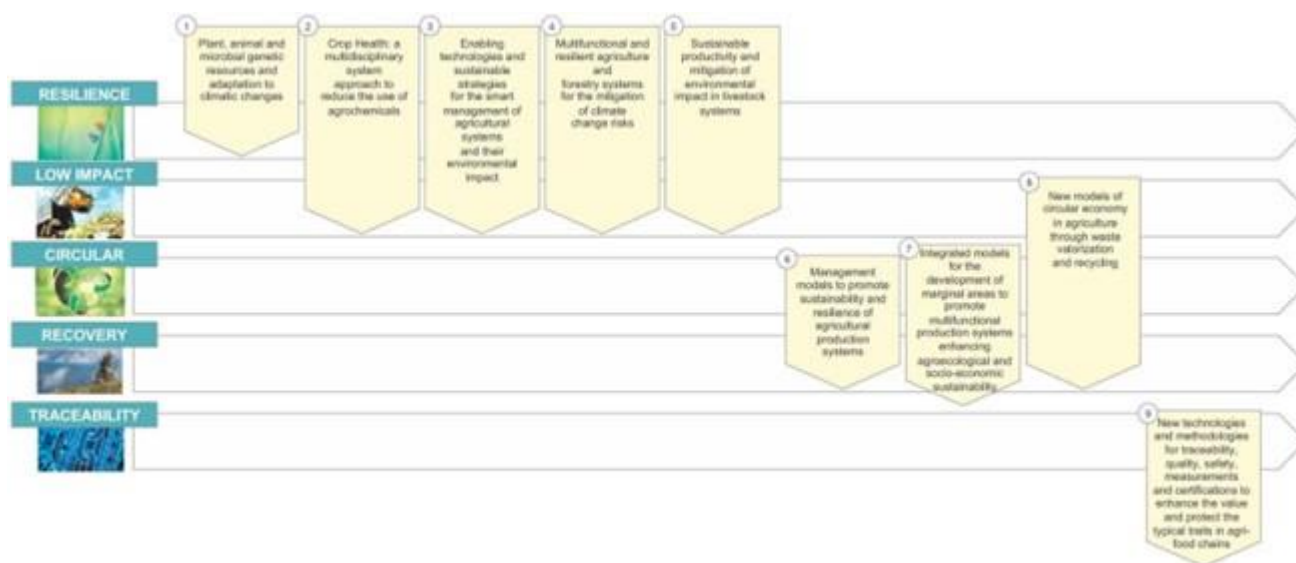 1
Plant, animal and
microbial genetic
resources and
adaptation to
climatic changes
2
Crop Health: a
multidisciplinary
system
approach to
reduce the use of
agrochemicals
3
Enabling
technologies and
sustainable
strategies
for the smart
management of
agricultural
systems
and their
environmental
impact
4
Multifunctional and
resilient agriculture
and
forestry systems
for the mitigation
of climate
change risks
5
Sustainable
productivity and
mitigation of
environmental
impact in livestock
systems
RESILIENCE
LOW IMPACT
CIRCULAR
RECOVERY
TRACEABILITY
6
Management
models to promote
sustainability and
resilience of
agricultural
production
systems
7
Integrated models
for the
development of
marginal areas to
promote
multifunctional
production systems
enhancing
agroecological and
socio-economic
sustainability
New models of
circular economy
in agriculture
through waste
valorization
and recycling
9
New technologies
and methodologies
for traceability,
quality, safety,
measurements
and certifications to
enhance the value
and protect the
typical traits in agri-
food chains